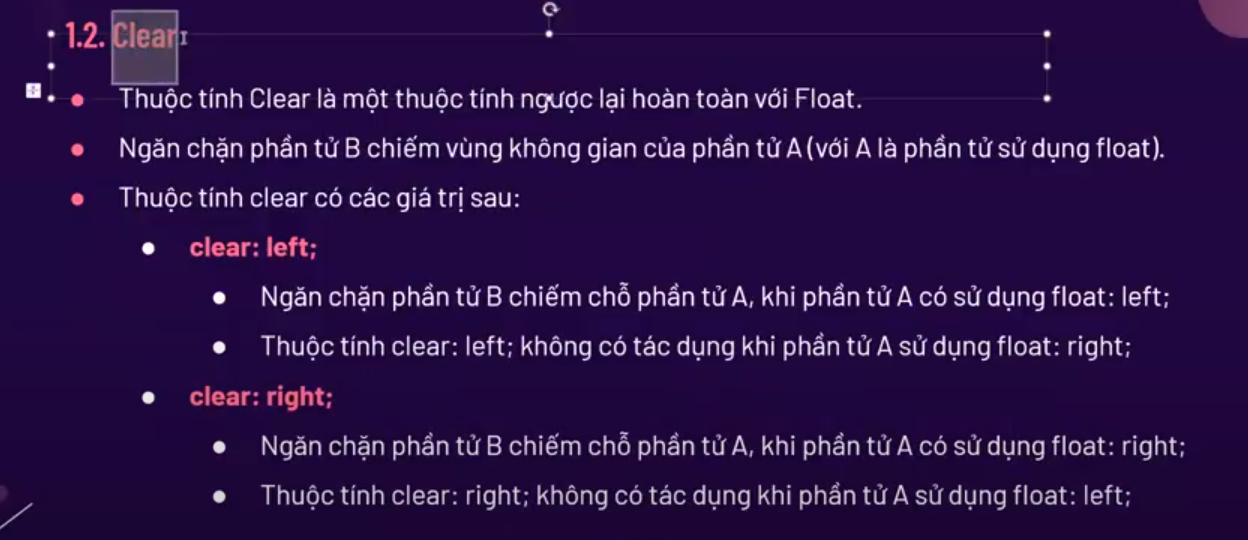 1.2. Clear
Thuộc tính Clear là một thuộc tính ngược lại hoàn toàn với Float.
Ngăn chặn phần tử B chiếm vùng không gian của phần tử A (với A là phần tử sử dụng float).
Thuộc tính clear có các giá trị sau:
clear: left;
Ngăn chặn phần tử B chiếm chỗ phần tử A, khi phần tử A có sử dụng float: left;
Thuộc tính clear: left; không có tác dụng khi phần tử A sử dụng float: right;
clear: right;
Ngăn chặn phần tử B chiếm chỗ phần tử A, khi phần tử A có sử dụng float: right;
Thuộc tính clear: right; không có tác dụng khi phần tử A sử dụng float: left;